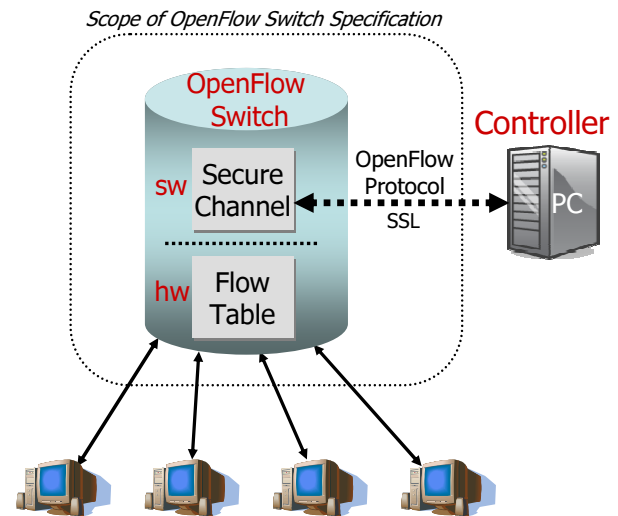 Scope of OpenFlow Switch Specification
OpenFlow
Switch
Controller
sw
Secure
Channel
OpenFlow
Protocol
SSL
PC
hw
Flow
Table